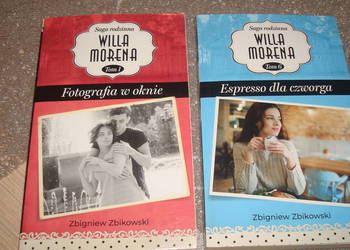 Saga rodzinna
WILLA
MORENA
Tom 1
Fotografia w oknie
Zbigniew Zbikowski
Saga rodzinna
WILLA
MORENA
Tom 6
Espresso dla czworga
Zbigniew Zbikowski